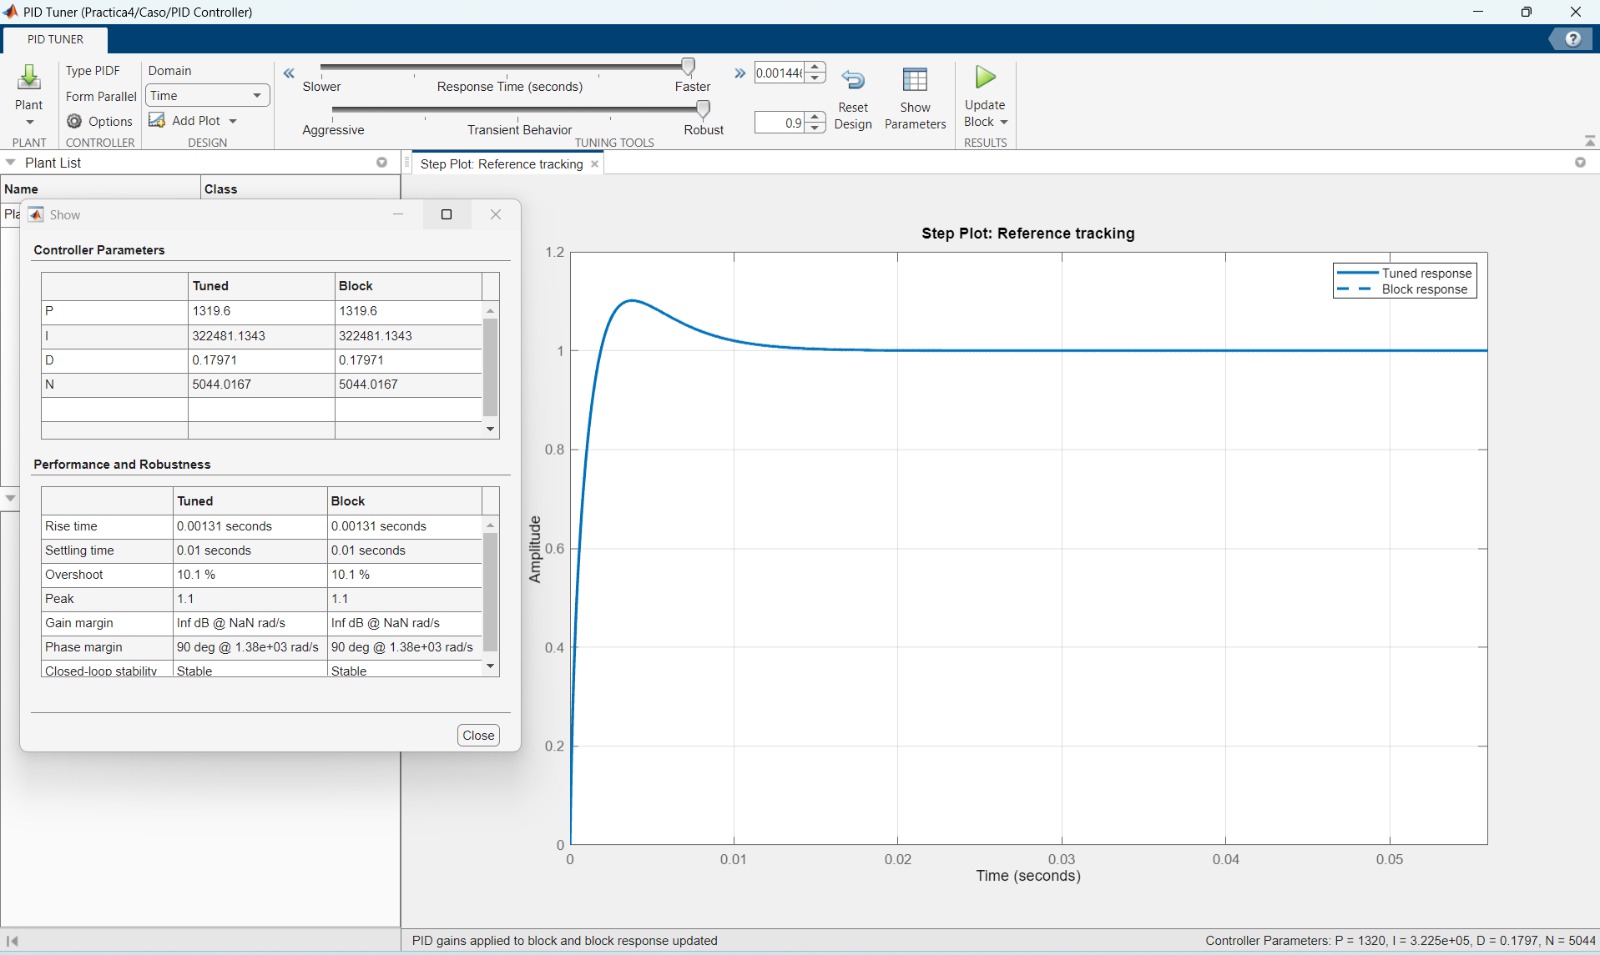 PID Tuner (Practica4/Caso/PID Controller)
PID TUNER
Plant
PLANT
Type PIDF
Form Parallel
Options
CONTROLLER
Domain
Time
Add Plot
DESIGN
Slower Response Time (seconds) Faster
0.00144
Aggressive Transient Behavior Robust
0.9
TUNING TOOLS
Reset
Design
Show
Parameters
Update
Block
RESULTS
Plant List
Name Class
Pla
Show
Controller Parameters
Tuned Block
P 1319.6 1319.6
I 322481.1343 322481.1343
D 0.17971 0.17971
N 5044.0167 5044.0167
Performance and Robustness
Tuned Block
Rise time 0.00131 seconds 0.00131 seconds
Settling time 0.01 seconds 0.01 seconds
Overshoot 10.1 % 10.1 %
Peak 1.1 1.1
Gain margin Inf dB @ NaN rad/s Inf dB @ NaN rad/s
Phase margin 90 deg @ 1.38e+03 rad/s 90 deg @ 1.38e+03 rad/s
Closed-loop stability Stable Stable
Close
Step Plot: Reference tracking
Step Plot: Reference tracking
Tuned response
Block response
1.2
1
0.8
0.6
0.4
0.2
0
Amplitude
0 0.01 0.02 0.03 0.04 0.05
Time (seconds)
PID gains applied to block and block response updated
Controller Parameters: P = 1320, I = 3.225e+05, D = 0.1797, N = 5044